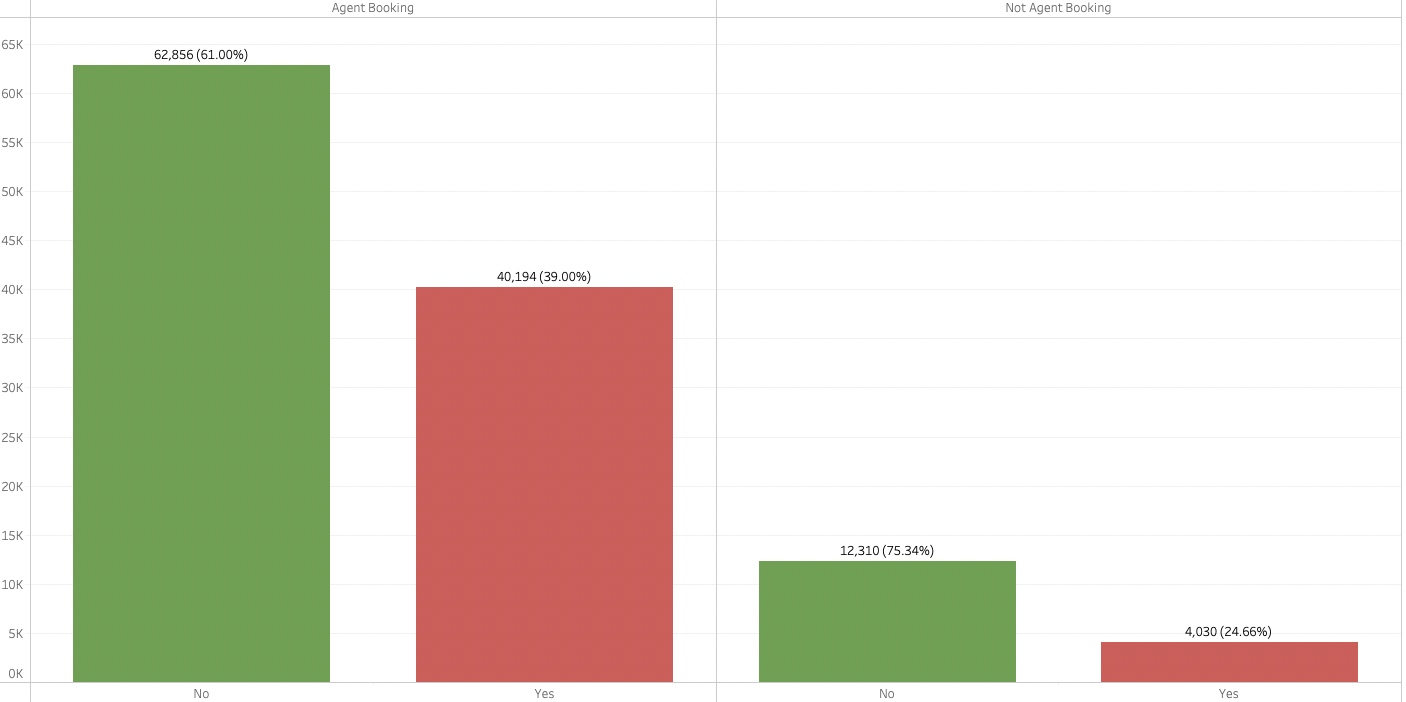 Agent Booking
Not Agent Booking
65K
62,856 (61.00%)
60K
55K
50K
45K
40,194 (39.00%)
40K
35K
30K
25K
20K
15K
12,310 (75.34%)
10K
5K
4,030 (24.66%)
0K
No
Yes
No
Yes